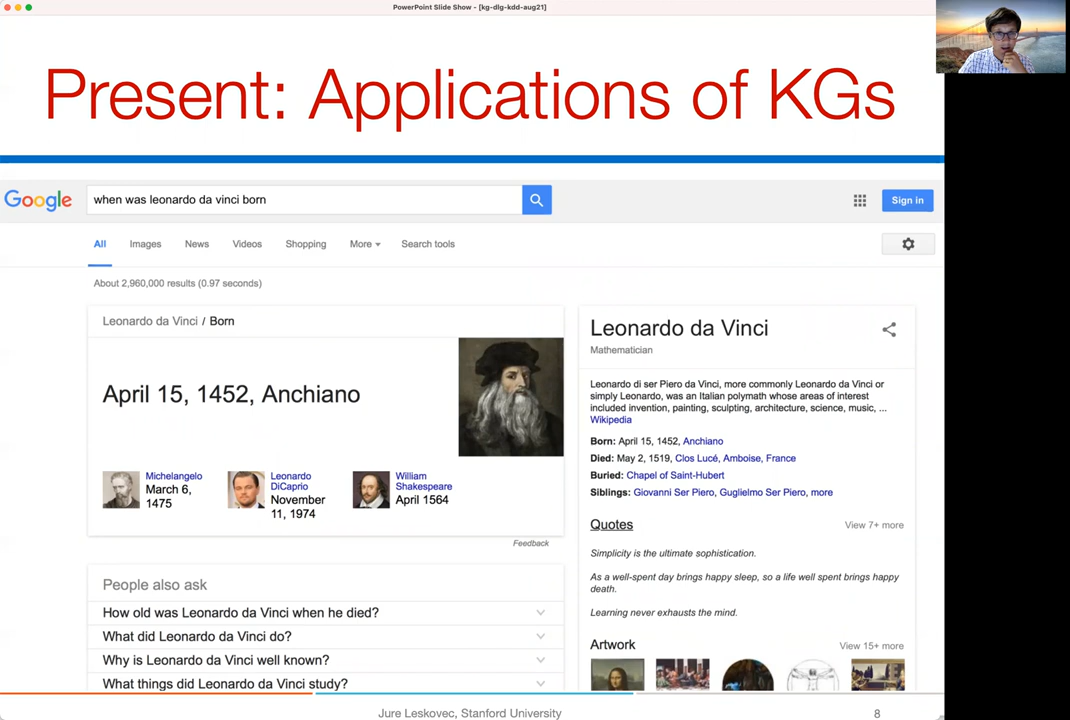 PowerPoint Slide Show - [kg-dlg-kdd-aug21]
Present: Applications of KGs
Google
when was leonardo da vinci born
Sign in
All Images News Videos Shopping More Search tools
About 2,960,000 results (0.97 seconds)
Leonardo da Vinci / Born
April 15, 1452, Anchiano
Michelangelo
March 6,
1475
Leonardo
DiCaprio
November
11, 1974
William
Shakespeare
April 1564
Feedback
People also ask
How old was Leonardo da Vinci when he died?
What did Leonardo da Vinci do?
Why is Leonardo da Vinci well known?
What things did Leonardo da Vinci study?
Leonardo da Vinci
Mathematician
Leonardo di ser Piero da Vinci, more commonly Leonardo da Vinci or
simply Leonardo, was an Italian polymath whose areas of interest
included invention, painting, sculpting, architecture, science, music, ...
Wikipedia
Born: April 15, 1452, Anchiano
Died: May 2, 1519, Clos Lucé, Amboise, France
Buried: Chapel of Saint-Hubert
Siblings: Giovanni Ser Piero, Guglielmo Ser Piero, more
Quotes
View 7+ more
Simplicity is the ultimate sophistication.
As a well-spent day brings happy sleep, so a life well spent brings happy
death.
Learning never exhausts the mind.
Artwork
View 15+ more
Jure Leskovec, Stanford University
8